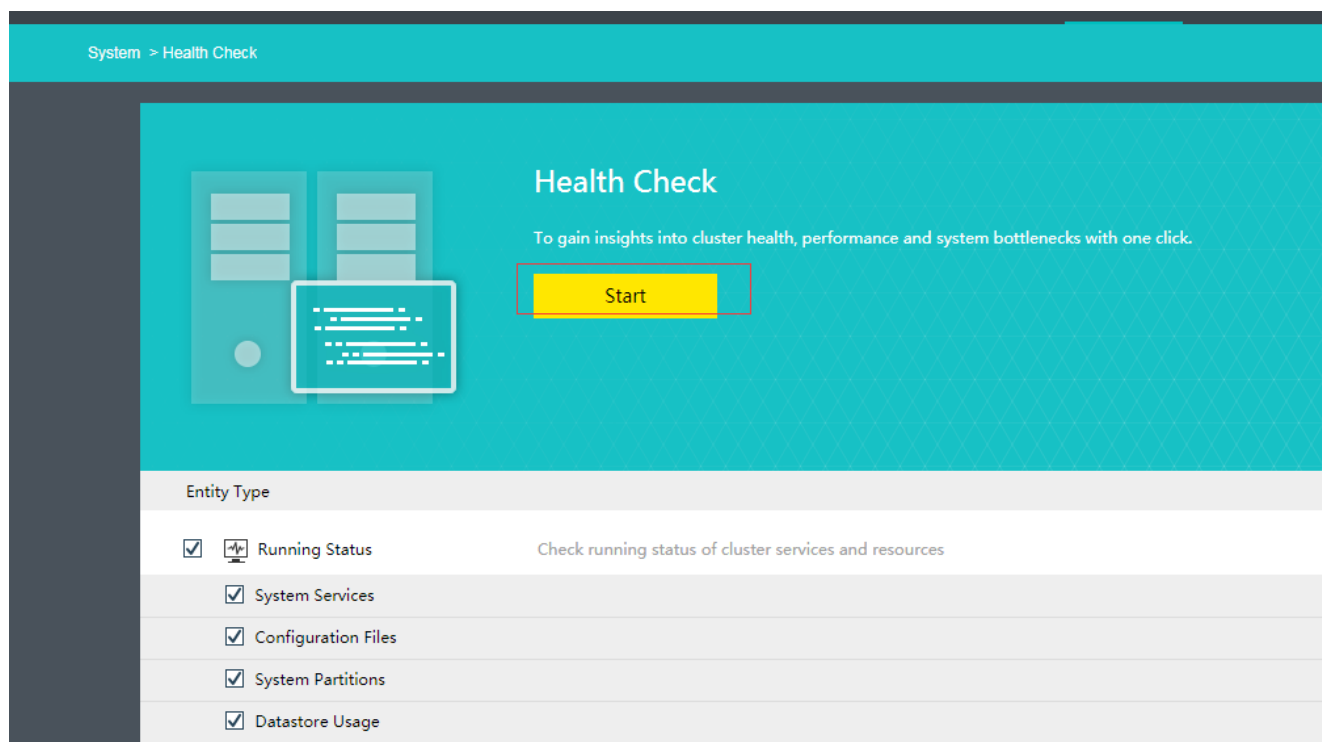 System > Health Check
Health Check
To gain insights into cluster health, performance and system bottlenecks with one click.
Start
Entity Type
Running Status Check running status of cluster services and resources
System Services
Configuration Files
System Partitions
Datastore Usage